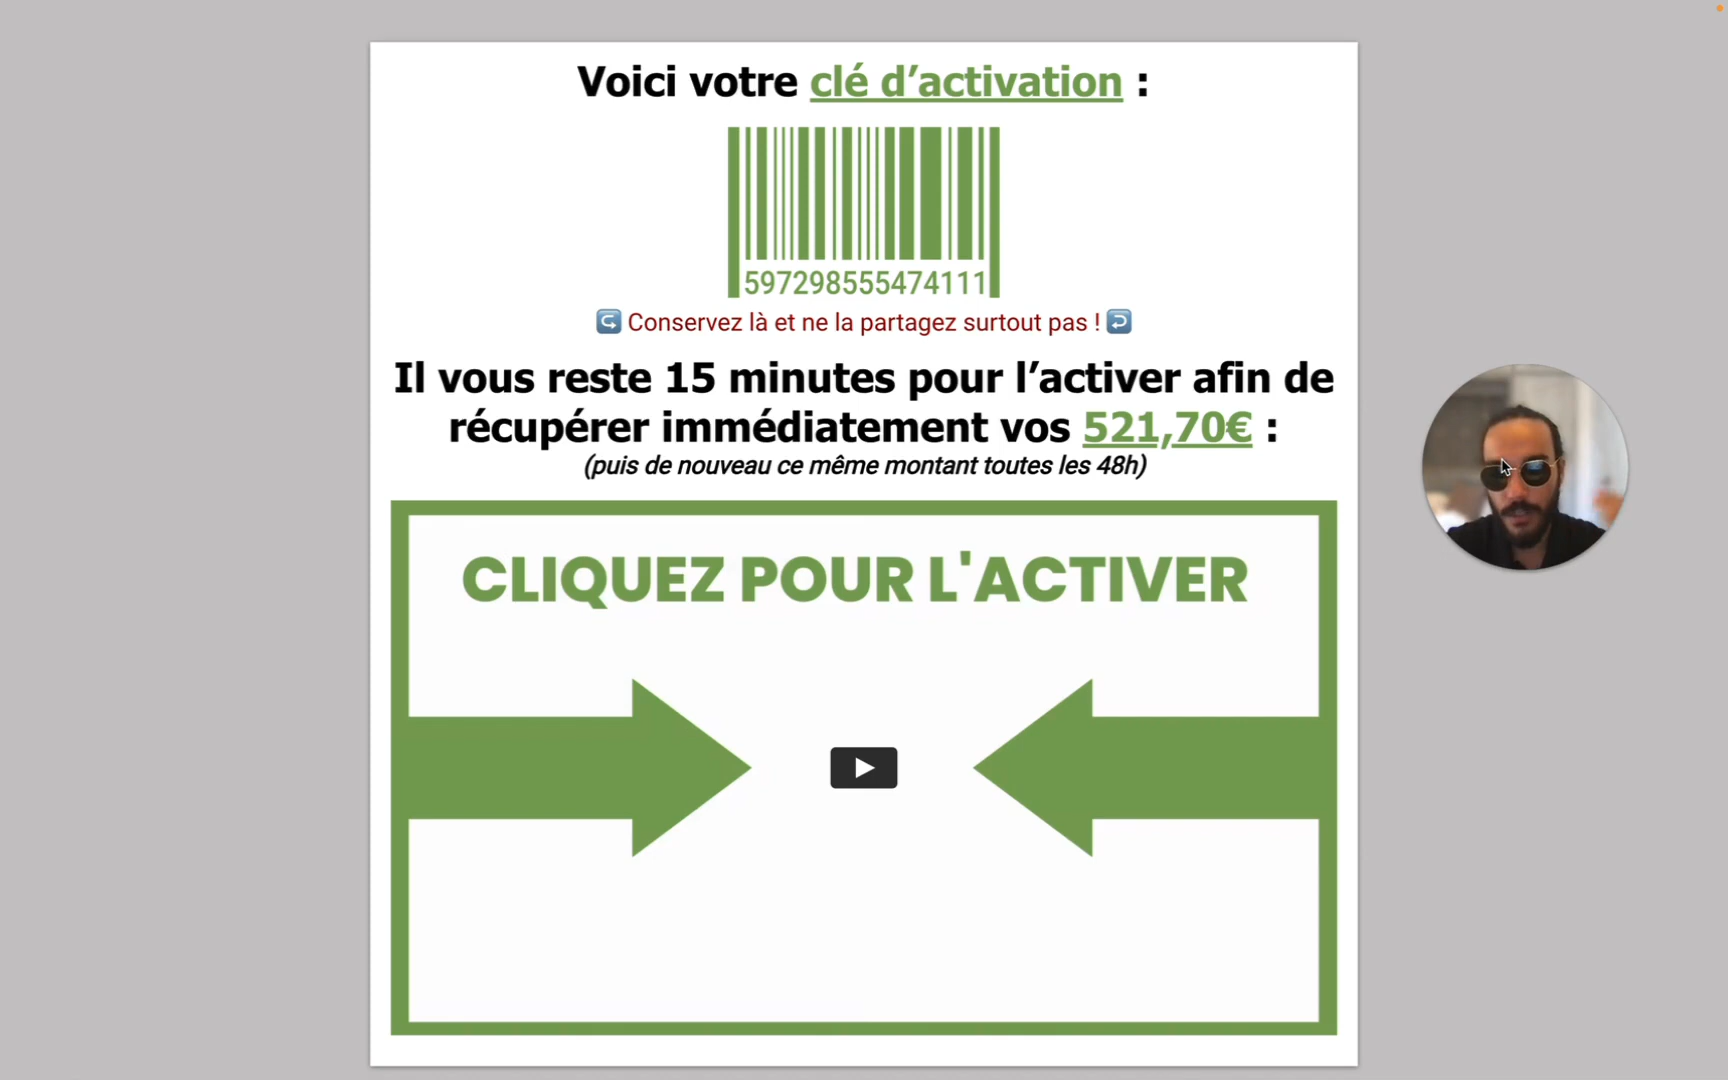 Voici votre clé d’activation :
597298555474111
Conservez là et ne la partagez surtout pas !
Il vous reste 15 minutes pour l’activer afin de
récupérer immédiatement vos 521,70€ :
(puis de nouveau ce même montant toutes les 48h)
CLIQUEZ POUR L'ACTIVER